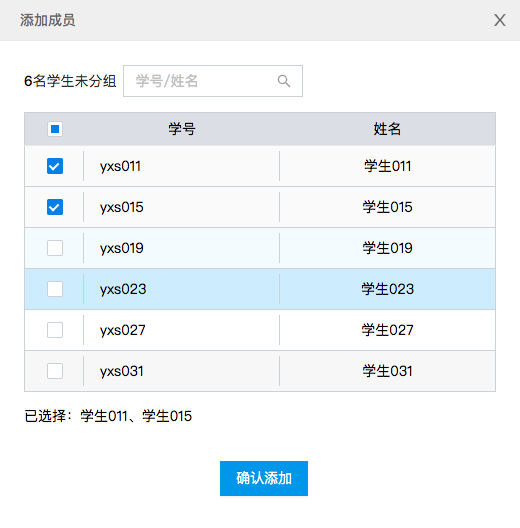 添加成员 X
6名学生未分组 学号/姓名
学号 姓名
yxs011 学生011
yxs015 学生015
yxs019 学生019
yxs023 学生023
yxs027 学生027
yxs031 学生031
已选择：学生011、学生015
确认添加